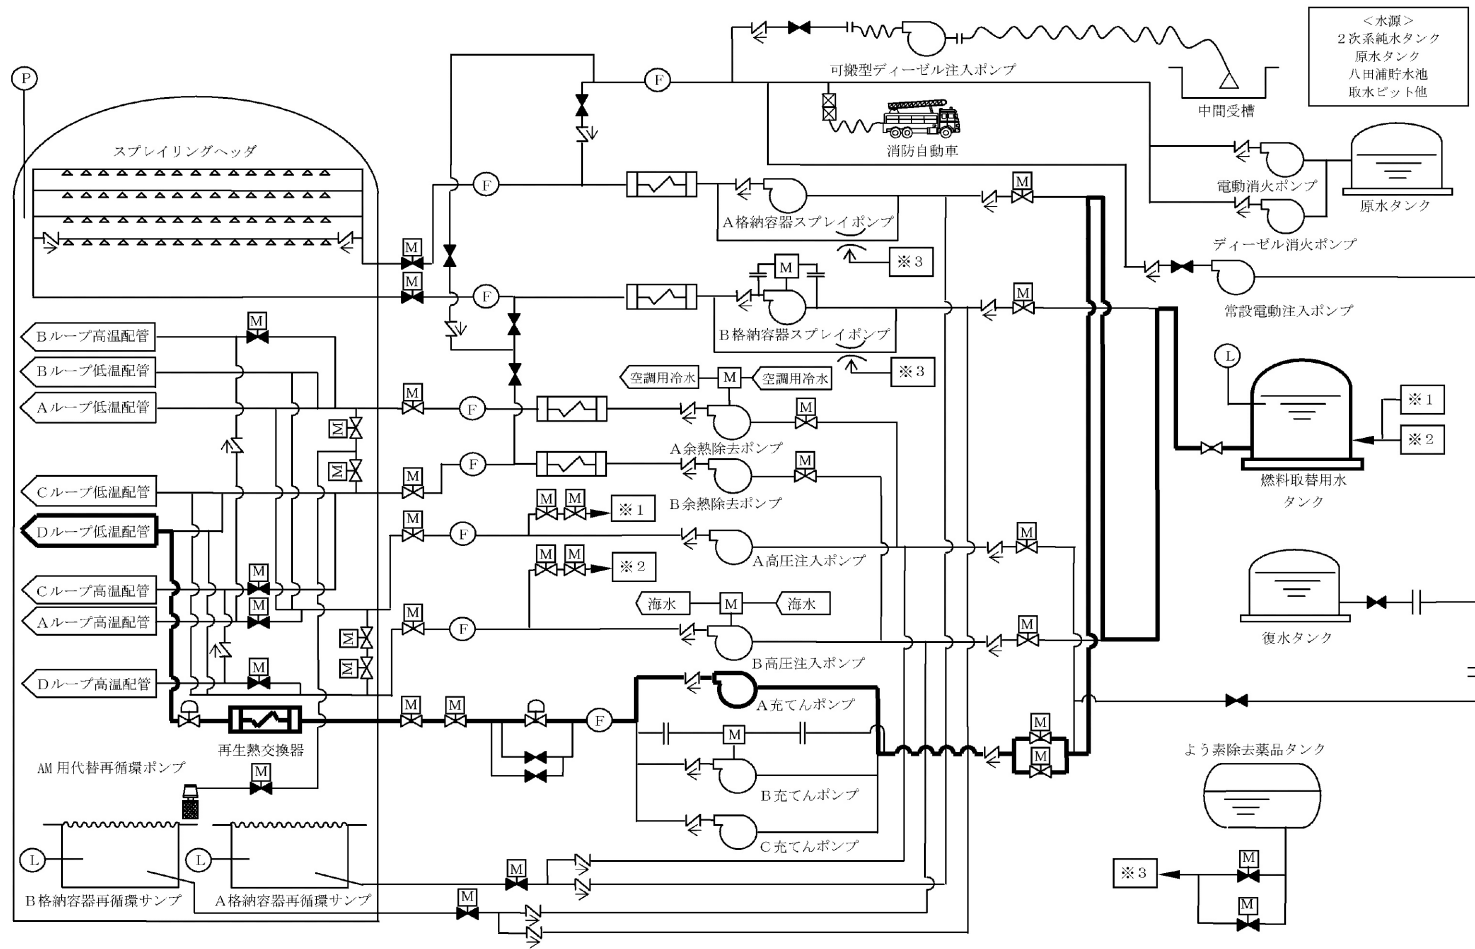 ＜水源＞
２次系純水タンク
原水タンク
八田浦貯水池
取水ピット他
可搬型ディーゼル注入ポンプ
中間受槽
P
F
スプレイリングヘッダ
消防自動車
電動消火ポンプ
原水タンク
F
M
A格納容器スプレイポンプ
ディーゼル消火ポンプ
M
※3
M
F
M
M
B格納容器スプレイポンプ
常設電動注入ポンプ
M
Bループ高温配管
※3
L
Bループ低温配管
空調用冷水
M
空調用冷水
Aループ低温配管
M
F
M
※1
M
A余熱除去ポンプ
※2
M
M
F
M
Cループ低温配管
B余熱除去ポンプ
燃料取替用水
タンク
M
M
※1
Dループ低温配管
M
F
M
A高圧注入ポンプ
M
M
※2
M
Cループ高温配管
海水
M
海水
M
Aループ高温配管
M
F
M
M
復水タンク
M
B高圧注入ポンプ
M
Dループ高温配管
M
M
F
A充てんポンプ
M
M
M
再生熱交換器
よう素除去薬品タンク
AM用代替再循環ポンプ
M
B充てんポンプ
C充てんポンプ
L
L
M
M
※3
B格納容器再循環サンプ
A格納容器再循環サンプ
M
M